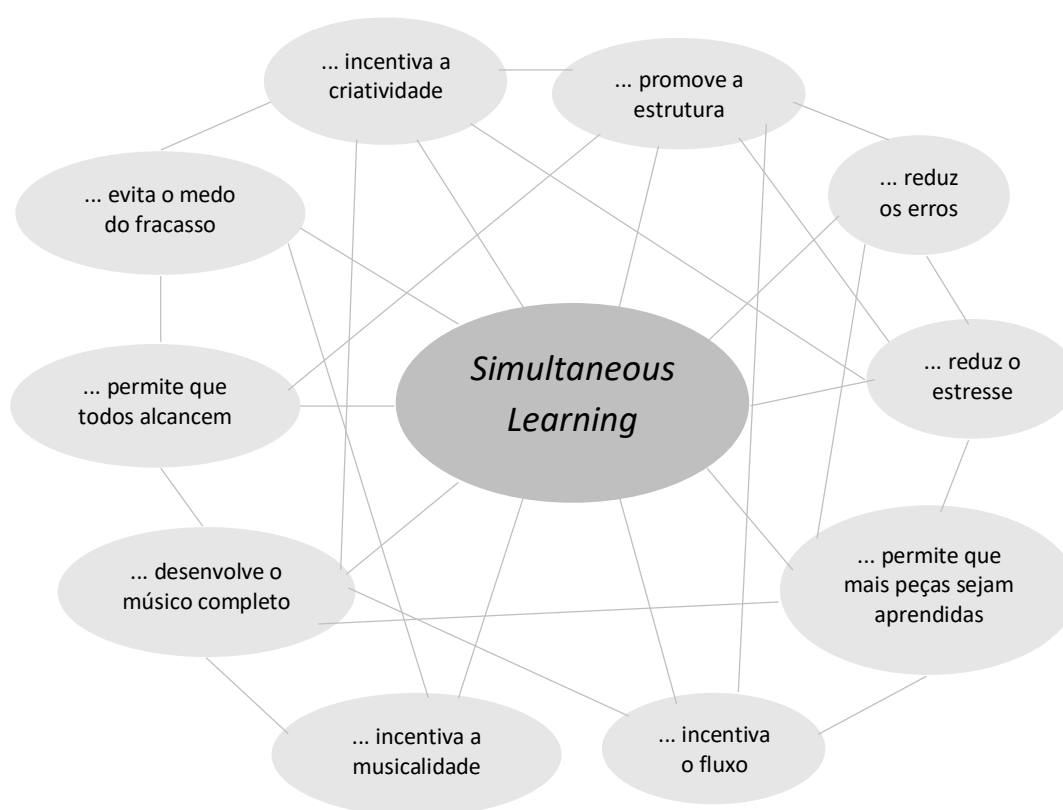 ... incentiva a
criatividade
... promove a
estrutura
... evita o medo
do fracasso
... reduz
os erros
Simultaneous
Learning
... permite que
todos alcancem
... reduz o
estresse
... desenvolve o
músico completo
... permite que
mais peças sejam
aprendidas
... incentiva a
musicalidade
... incentiva
o fluxo